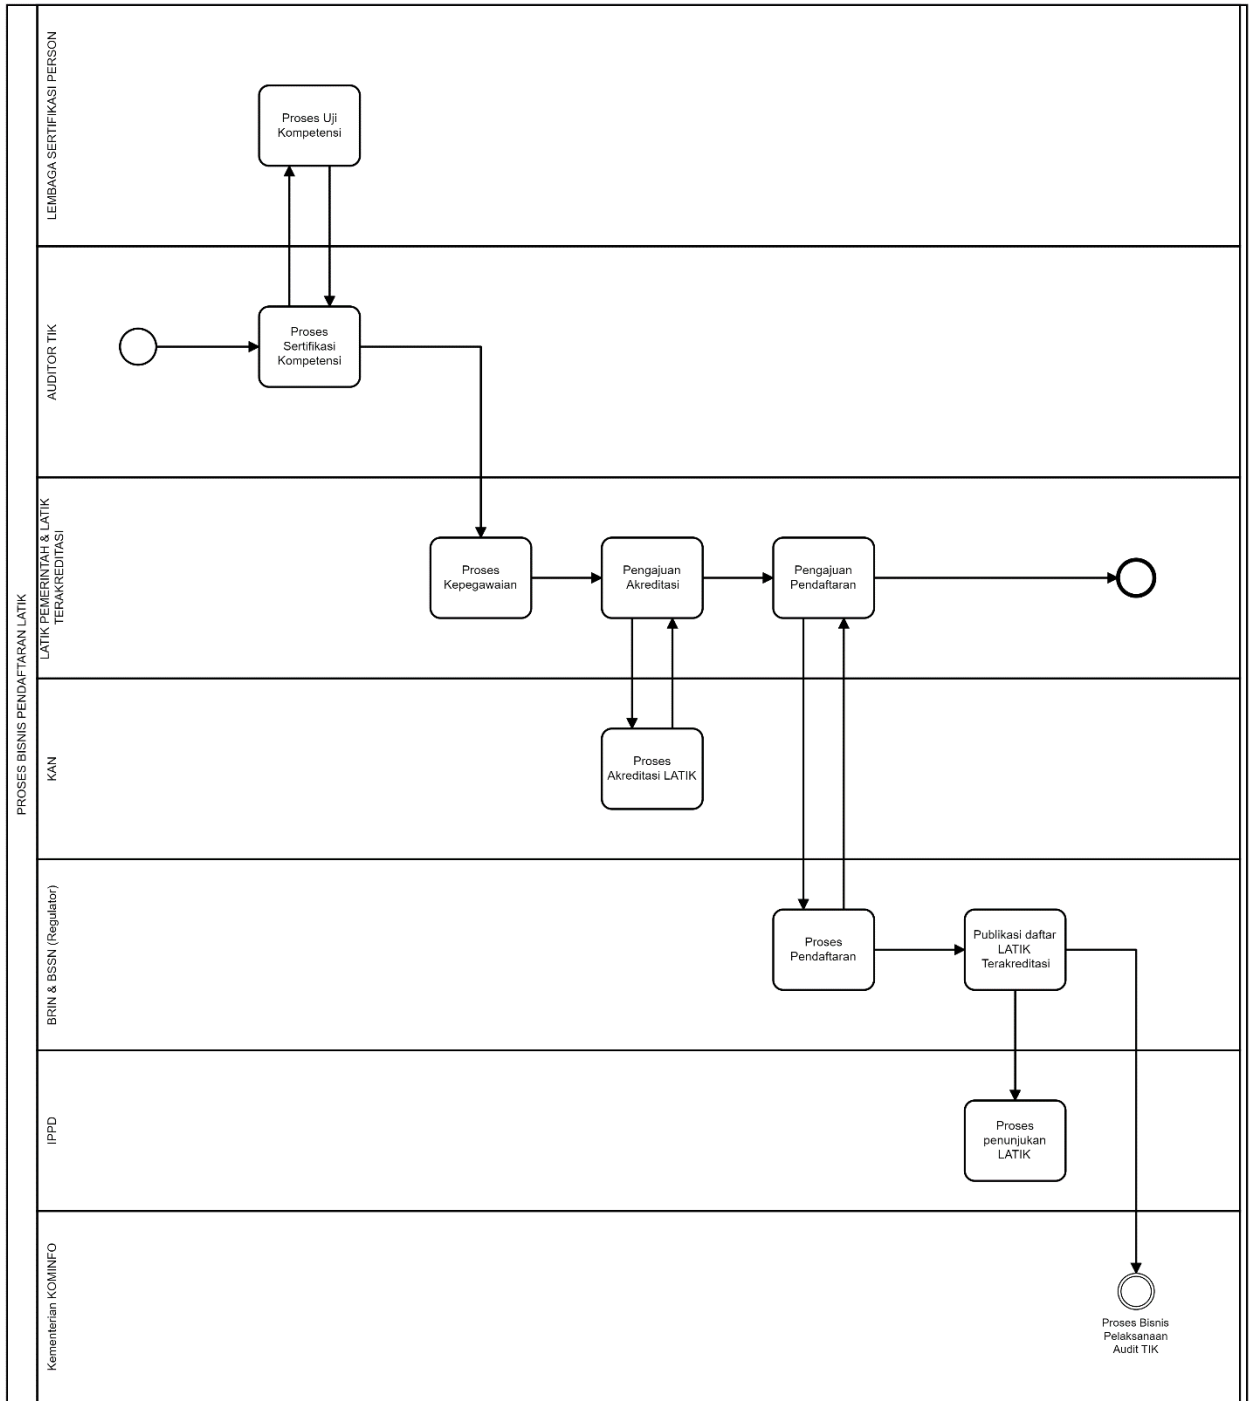 PROSES BISNIS PENDAFTARAN LATIK
LEMBAGA SERTIFIKASI PERSON
Proses Uji
Kompetensi
AUDITOR TIK
Proses
Sertifikasi
Kompetensi
LATIK PEMERINTAH & LATIK
TERAKREDITASI
Proses
Kepegawaian
Pengajuan
Akreditasi
Pengajuan
Pendaftaran
KAN
Proses
Akreditasi LATIK
BRIN & BSSN (Regulator)
Proses
Pendaftaran
Publikasi daftar
LATIK
Terakreditasi
IPPD
Proses
penunjukan
LATIK
Kementerian KOMINFO
Proses Bisnis
Pelaksanaan
Audit TIK